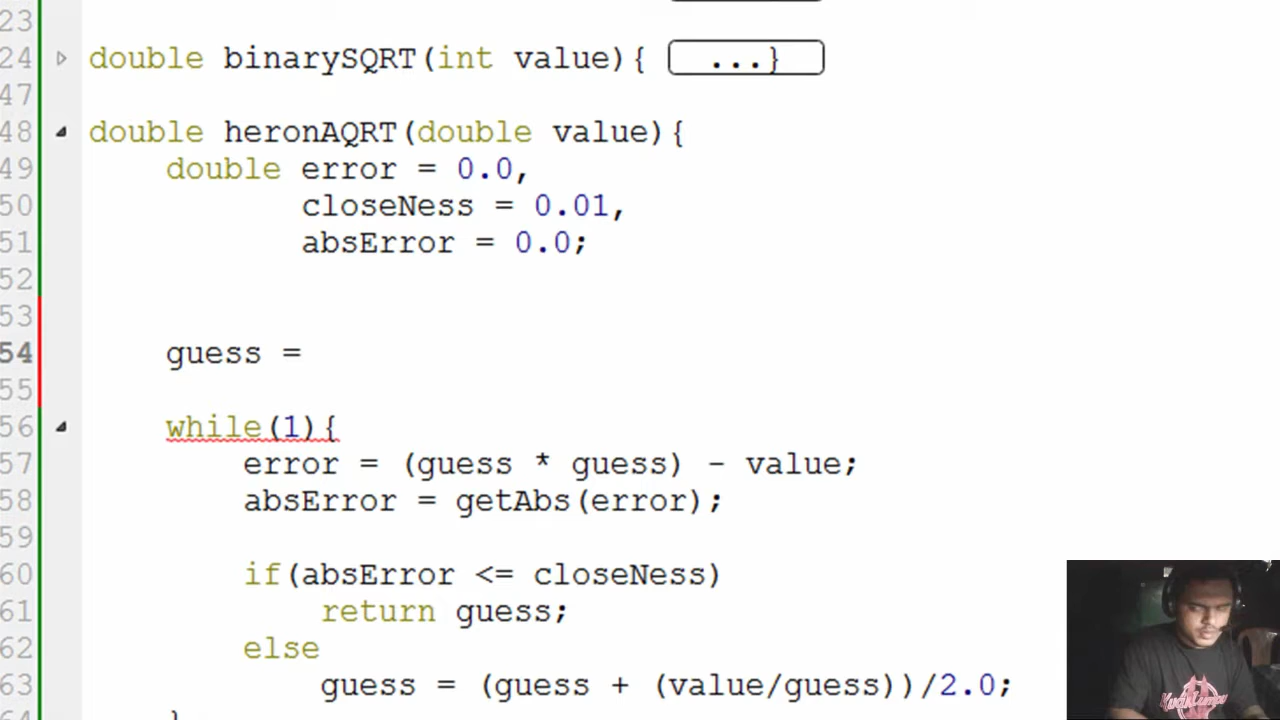 23
24 double binarySQRT(int value){ ...}
47
48 double heronAQRT(double value){
49 double error = 0.0,
50 closeNess = 0.01,
51 absError = 0.0;
52
53
54 guess =
55
56 while(1){
57 error = (guess * guess) - value;
58 absError = getAbs(error);
59
60 if(absError <= closeNess)
61 return guess;
62 else
63 guess = (guess + (value/guess))/2.0;
64 }